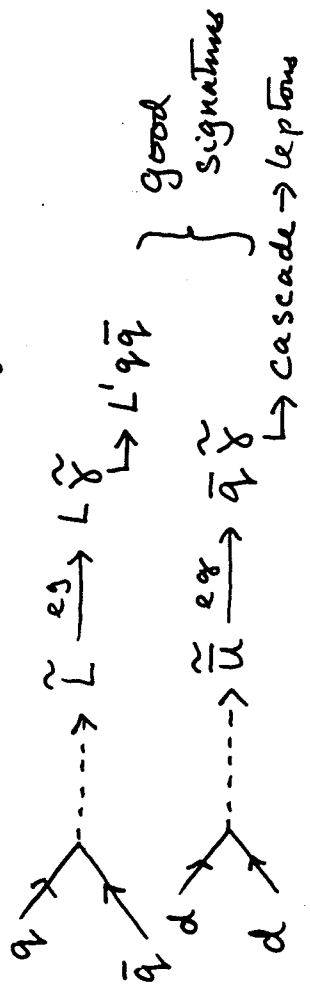 q q̄ → L̃ —eg→ L γ̃
↳ L' q q̄
d d → ũ̄ —eg→ q̄ γ̃
↳ cascade → leptons
} good signatures